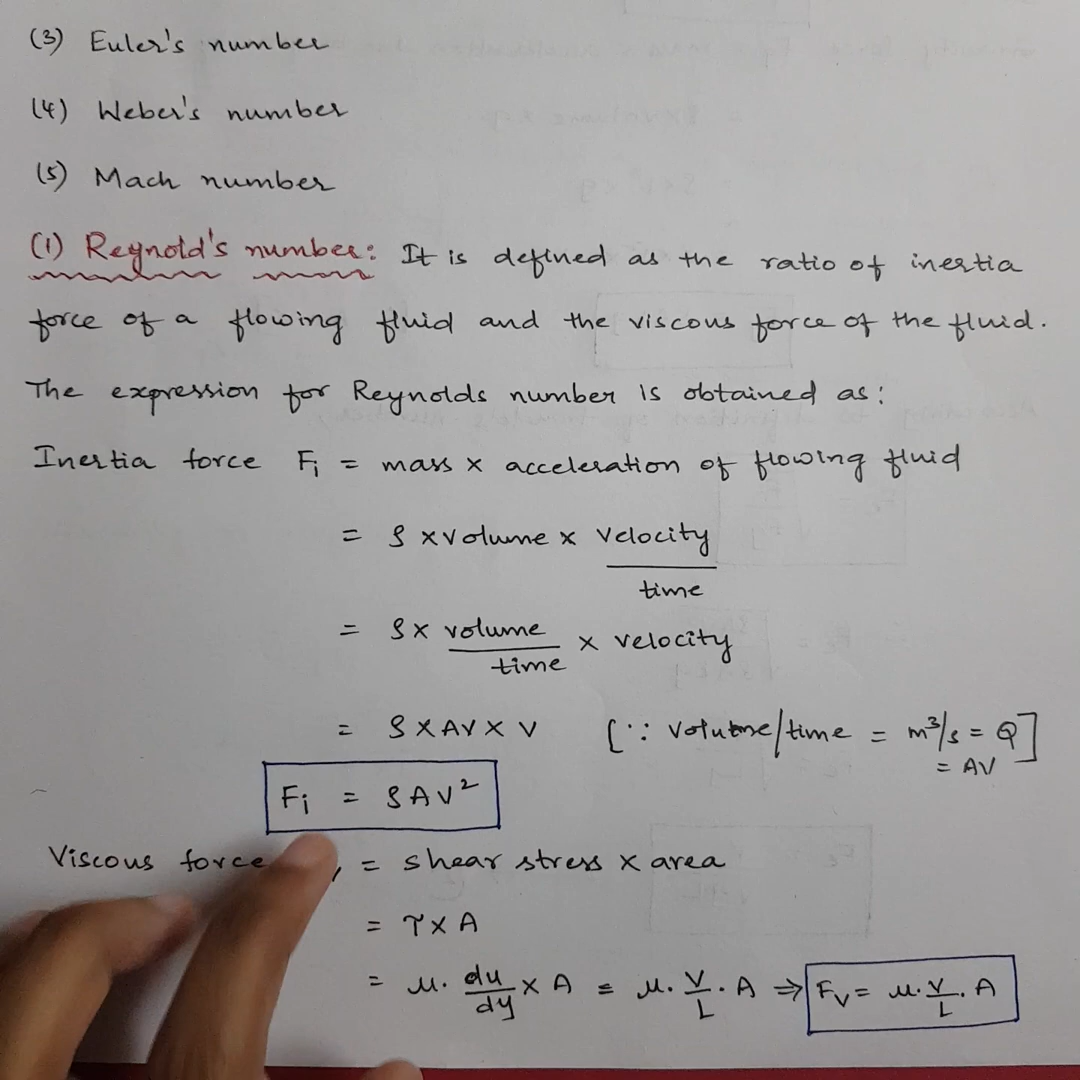 (3) Euler's number
(4) Weber's number
(5) Mach number
(1) Reynold's number: It is defined as the ratio of inertia
force of a flowing fluid and the viscous force of the fluid.
The expression for Reynolds number is obtained as:
Inertia force Fi = mass x acceleration of flowing fluid
= ρ x volume x velocity/time
= ρ x volume/time x velocity
= ρ x AV x V [∵ Volume/time = m³/s = Q]
= AV
Fi = ρAV²
Viscous force = shear stress x area
= τ x A
= μ. du/dy x A = μ. V/L . A ⇒ Fv = μ. V/L . A